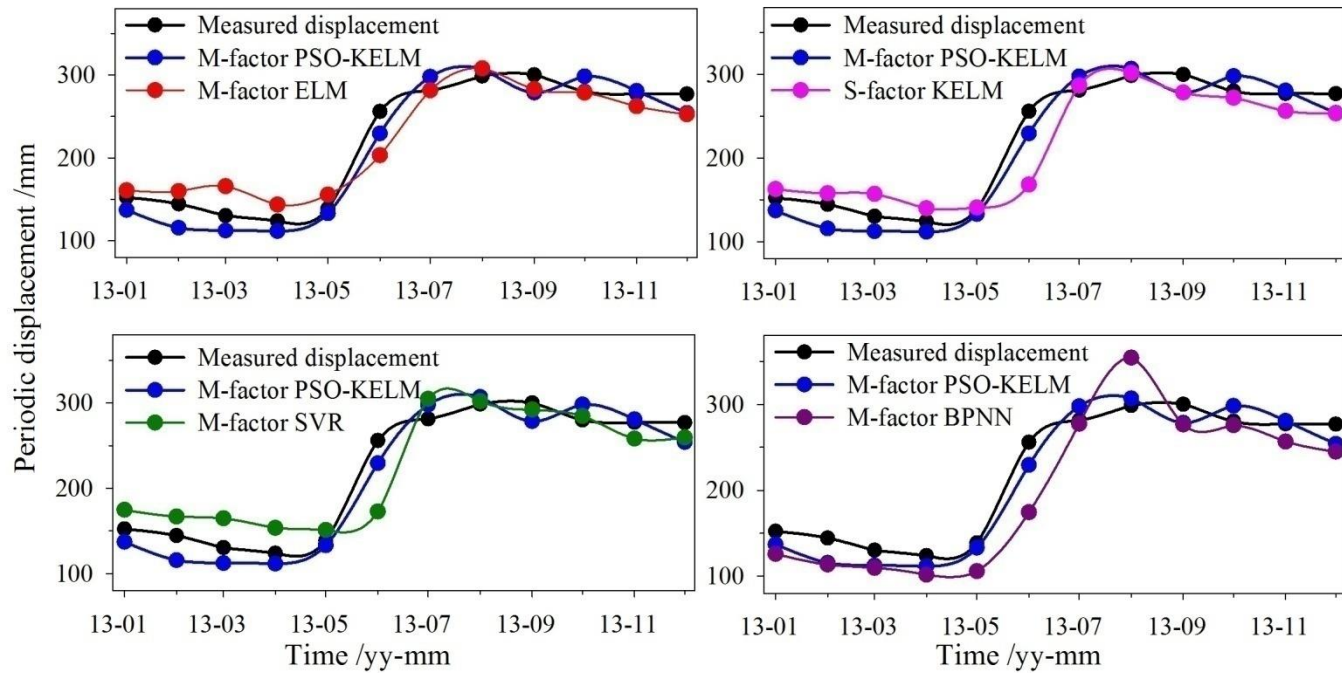 Periodic displacement /mm
Measured displacement
M-factor PSO-KELM
M-factor ELM
300
200
100
13-01 13-03 13-05 13-07 13-09 13-11
Measured displacement
M-factor PSO-KELM
S-factor KELM
300
200
100
13-01 13-03 13-05 13-07 13-09 13-11
Measured displacement
M-factor PSO-KELM
M-factor SVR
300
200
100
13-01 13-03 13-05 13-07 13-09 13-11
Time /yy-mm
Measured displacement
M-factor PSO-KELM
M-factor BPNN
300
200
100
13-01 13-03 13-05 13-07 13-09 13-11
Time /yy-mm